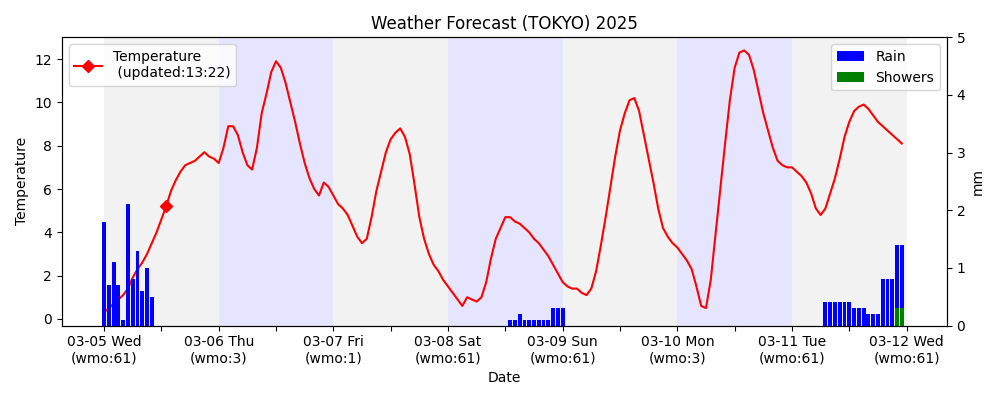 Weather Forecast (TOKYO) 2025
Temperature
(updated:13:22)
Rain
Showers
Temperature
12
10
8
6
4
2
0
5
4
3
2
1
0
mm
03-05 Wed
(wmo:61)
03-06 Thu
(wmo:3)
03-07 Fri
(wmo:1)
03-08 Sat
(wmo:61)
03-09 Sun
(wmo:61)
03-10 Mon
(wmo:3)
03-11 Tue
(wmo:61)
03-12 Wed
(wmo:61)
Date